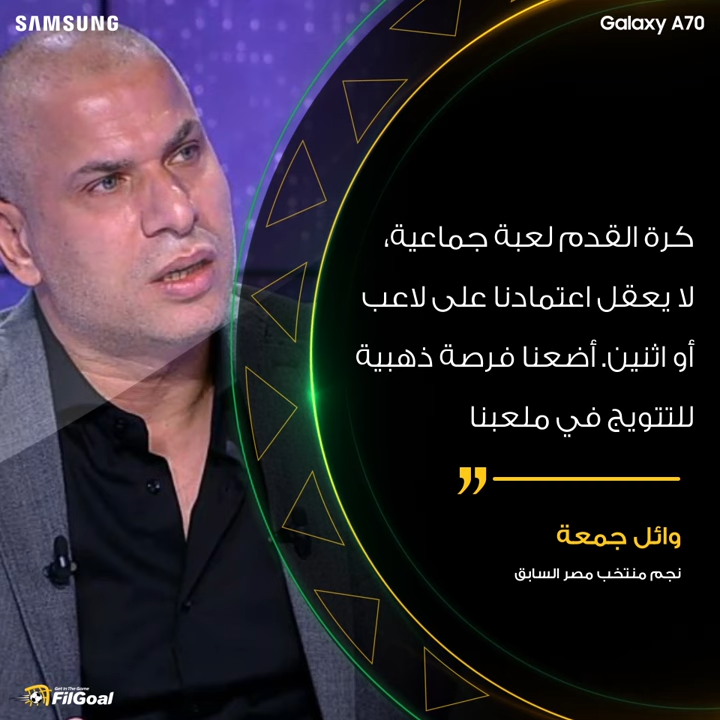 SAMSUNG
Galaxy A70
كرة القدم لعبة جماعية،
لا يعقل اعتمادنا على لاعب
أو اثنين. أضعنا فرصة ذهبية
للتتويج في ملعبنا
”
وائل جمعة
نجم منتخب مصر السابق
Get In The Game
FilGoal